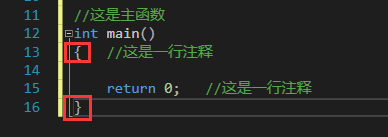 11 //这是主函数
12 int main()
13 { //这是一行注释
14
15 return 0; //这是一行注释
16 }